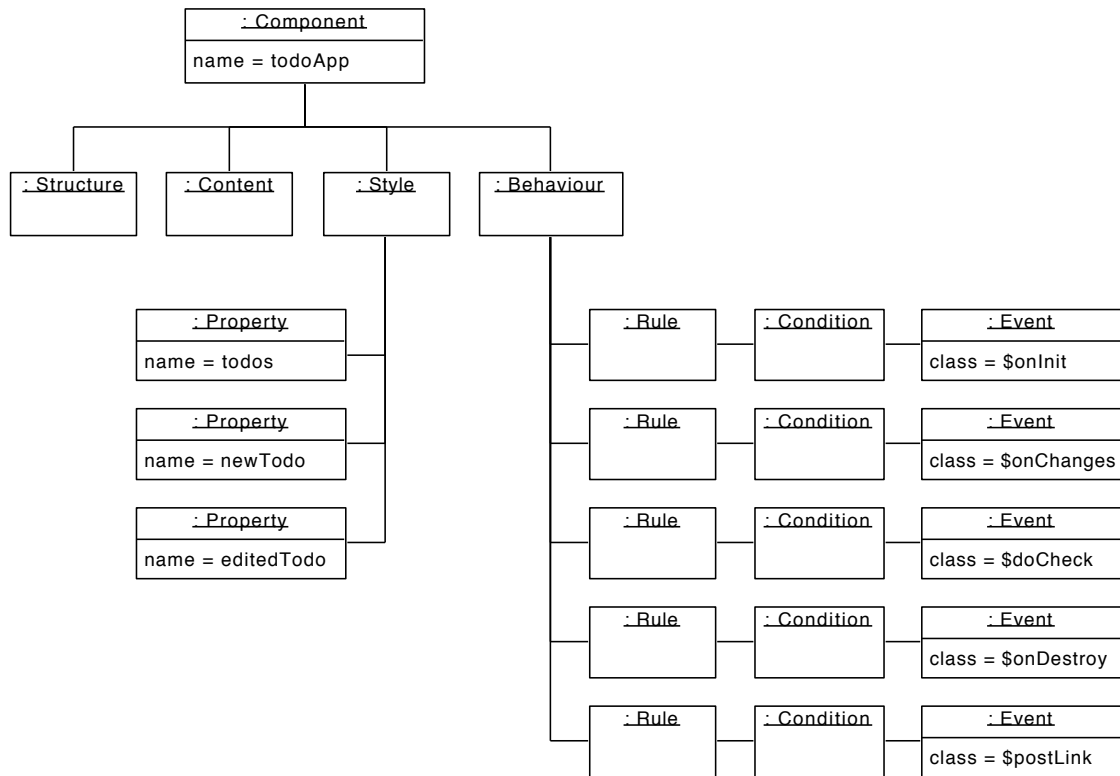 : Component
name = todoApp
: Structure
: Content
: Style
: Behaviour
: Property
name = todos
: Property
name = newTodo
: Property
name = editedTodo
: Rule
: Condition
: Event
class = $onInit
: Rule
: Condition
: Event
class = $onChanges
: Rule
: Condition
: Event
class = $doCheck
: Rule
: Condition
: Event
class = $onDestroy
: Rule
: Condition
: Event
class = $postLink